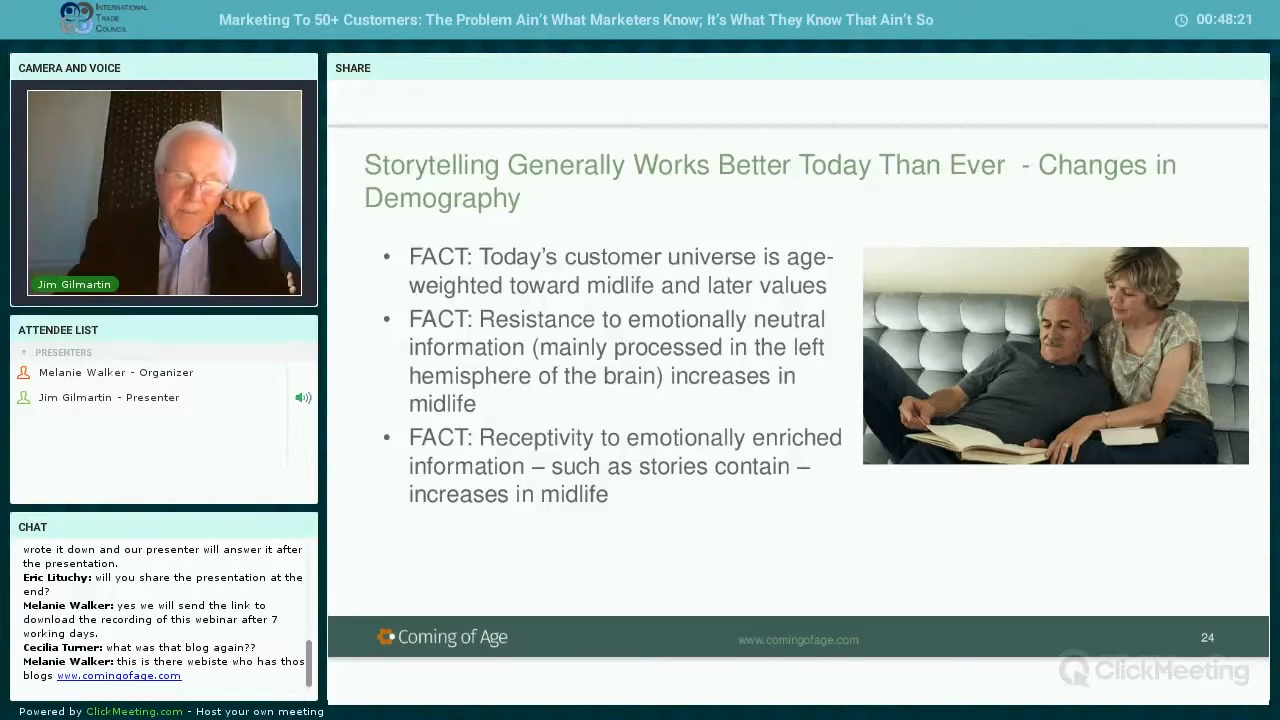 INTERNATIONAL
TRADE
COUNCIL
Marketing To 50+ Customers: The Problem Ain't What Marketers Know; It's What They Know That Ain't So
00:48:21
CAMERA AND VOICE
Jim Gilmartin
ATTENDEE LIST
PRESENTERS
Melanie Walker - Organizer
Jim Gilmartin - Presenter
CHAT
wrote it down and our presenter will answer it after
the presentation.
Eric Lituchy: will you share the presentation at the
end?
Melanie Walker: yes we will send the link to
download the recording of this webinar after 7
working days.
Cecilia Turner: what was that blog again??
Melanie Walker: this is there webiste who has thos
blogs www.comingofage.com
SHARE
Storytelling Generally Works Better Today Than Ever - Changes in
Demography
• FACT: Today's customer universe is age-
weighted toward midlife and later values
• FACT: Resistance to emotionally neutral
information (mainly processed in the left
hemisphere of the brain) increases in
midlife
• FACT: Receptivity to emotionally enriched
information – such as stories contain –
increases in midlife
Coming of Age
www.comingofage.com
24
ClickMeeting
Powered by ClickMeeting.com - Host your own meeting